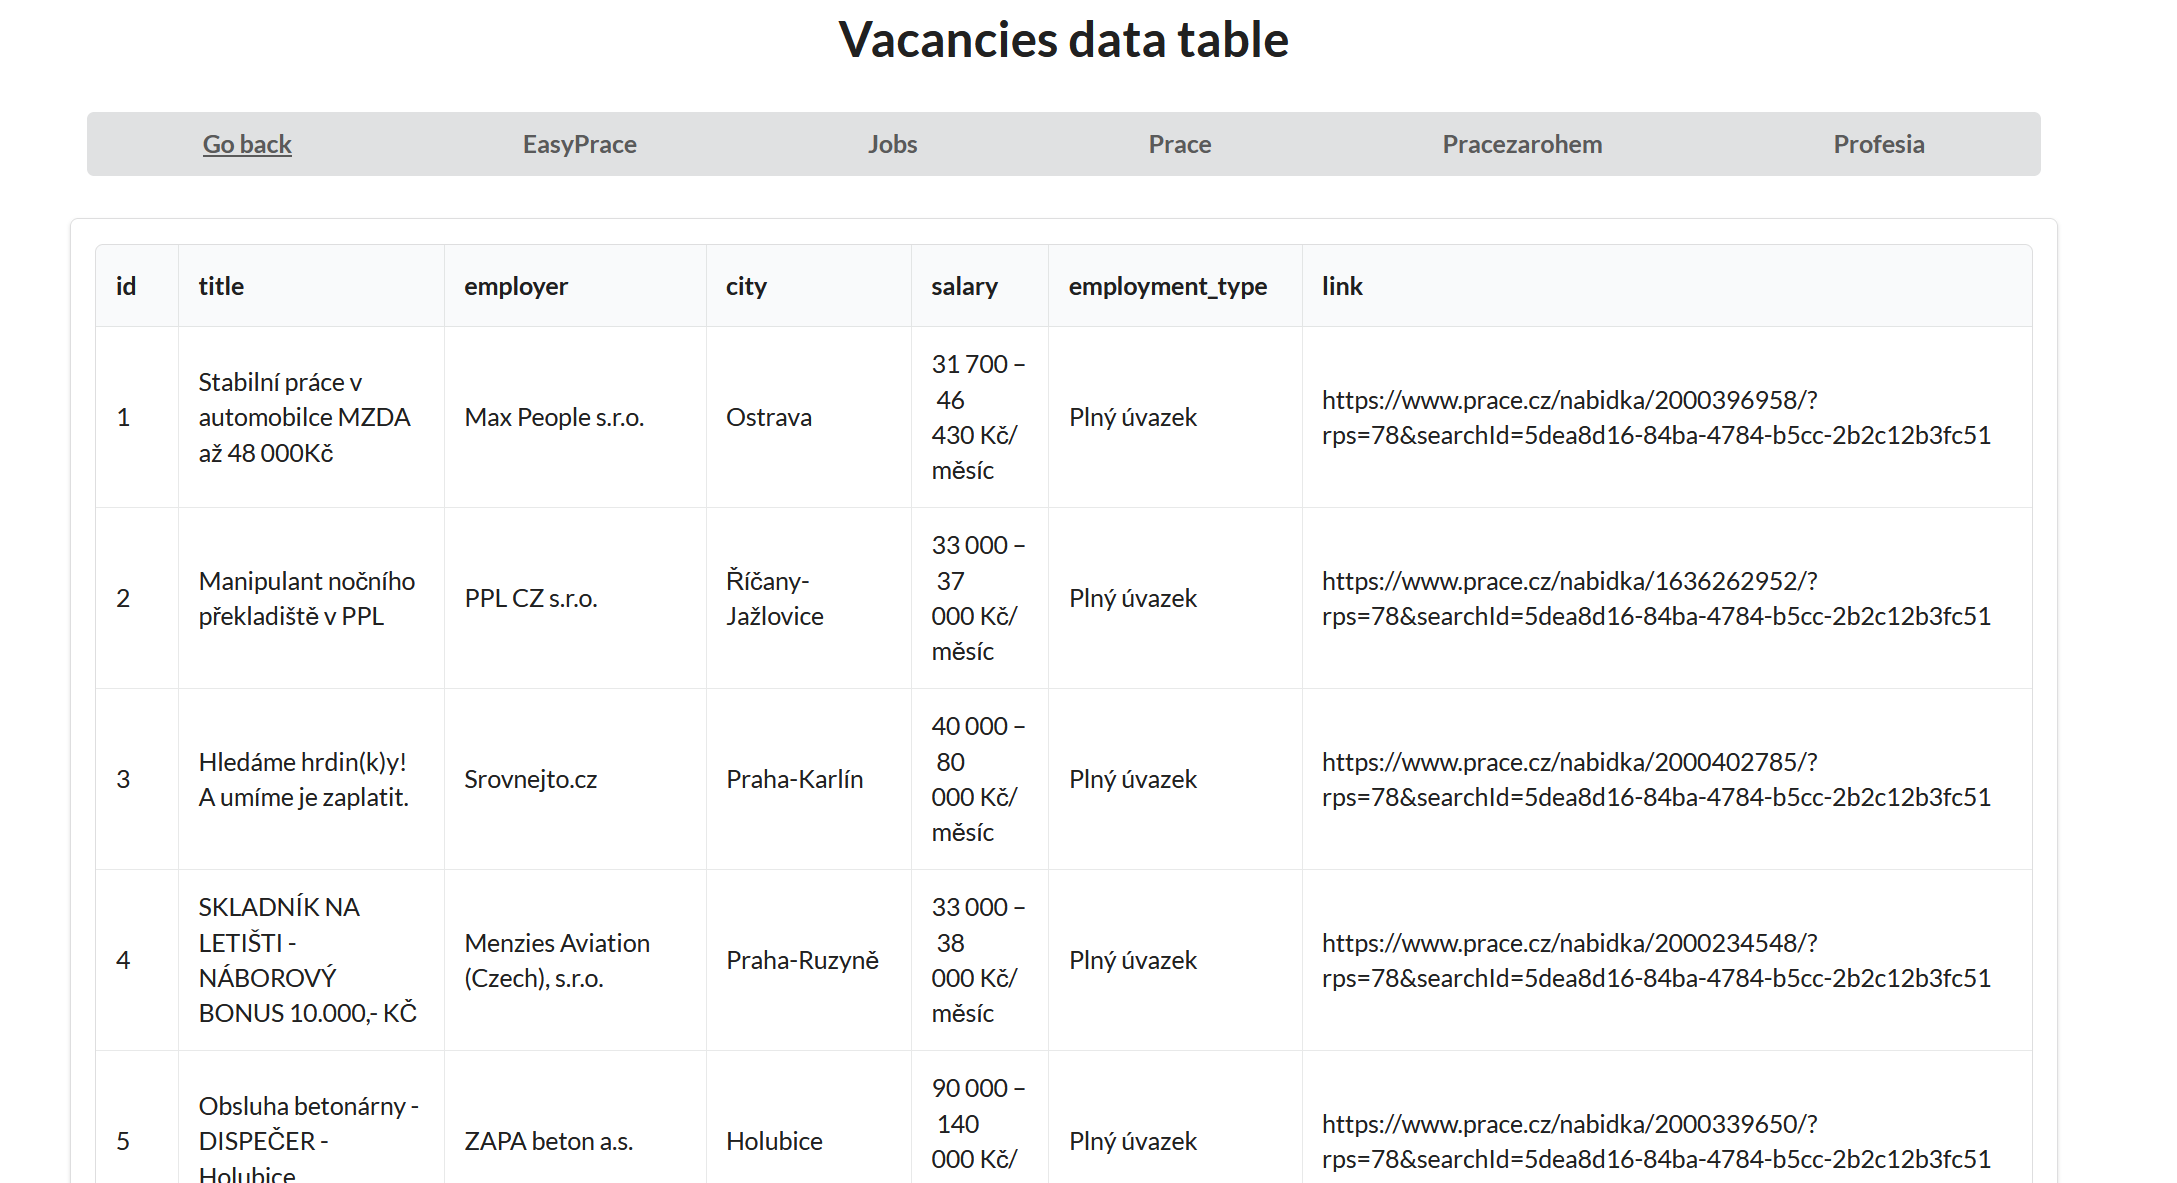 Vacancies data table
Go back EasyPrace Jobs Prace Pracezarohem Profesia
id title employer city salary employment_type link
1
Stabilní práce v
automobilce MZDA
až 48 000Kč
Max People s.r.o.
Ostrava
31 700 –
46
430 Kč/
měsíc
Plný úvazek
https://www.prace.cz/nabidka/2000396958/?
rps=78&searchId=5dea8d16-84ba-4784-b5cc-2b2c12b3fc51
2
Manipulant nočního
překladiště v PPL
PPL CZ s.r.o.
Říčany-
Jažlovice
33 000 –
37
000 Kč/
měsíc
Plný úvazek
https://www.prace.cz/nabidka/1636262952/?
rps=78&searchId=5dea8d16-84ba-4784-b5cc-2b2c12b3fc51
3
Hledáme hrdin(k)y!
A umíme je zaplatit.
Srovnejto.cz
Praha-Karlín
40 000 –
80
000 Kč/
měsíc
Plný úvazek
https://www.prace.cz/nabidka/2000402785/?
rps=78&searchId=5dea8d16-84ba-4784-b5cc-2b2c12b3fc51
4
SKLADNÍK NA
LETIŠTI -
NÁBOROVÝ
BONUS 10.000,- KČ
Menzies Aviation
(Czech), s.r.o.
Praha-Ruzyně
33 000 –
38
000 Kč/
měsíc
Plný úvazek
https://www.prace.cz/nabidka/2000234548/?
rps=78&searchId=5dea8d16-84ba-4784-b5cc-2b2c12b3fc51
5
Obsluha betonárny -
DISPEČER -
Holubice
ZAPA beton a.s.
Holubice
90 000 –
140
000 Kč/
Plný úvazek
https://www.prace.cz/nabidka/2000339650/?
rps=78&searchId=5dea8d16-84ba-4784-b5cc-2b2c12b3fc51